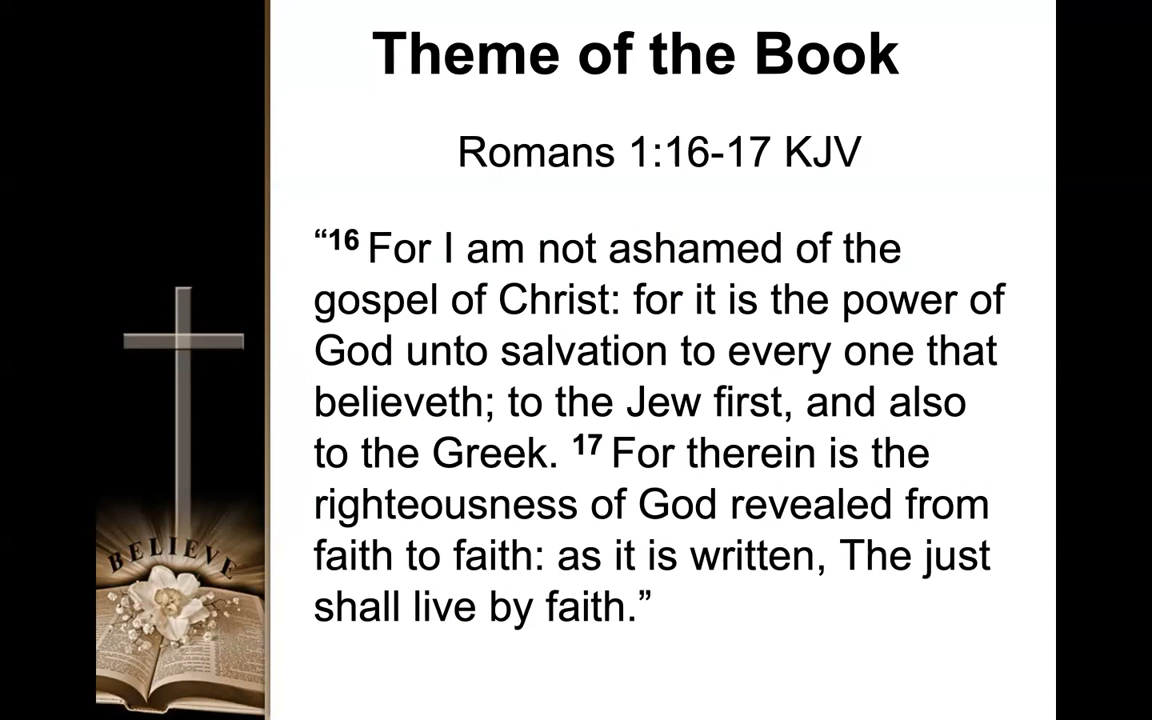 Theme of the Book
Romans 1:16-17 KJV
“16 For I am not ashamed of the
gospel of Christ: for it is the power of
God unto salvation to every one that
believeth; to the Jew first, and also
to the Greek. 17 For therein is the
righteousness of God revealed from
faith to faith: as it is written, The just
shall live by faith.”
BELIEVE